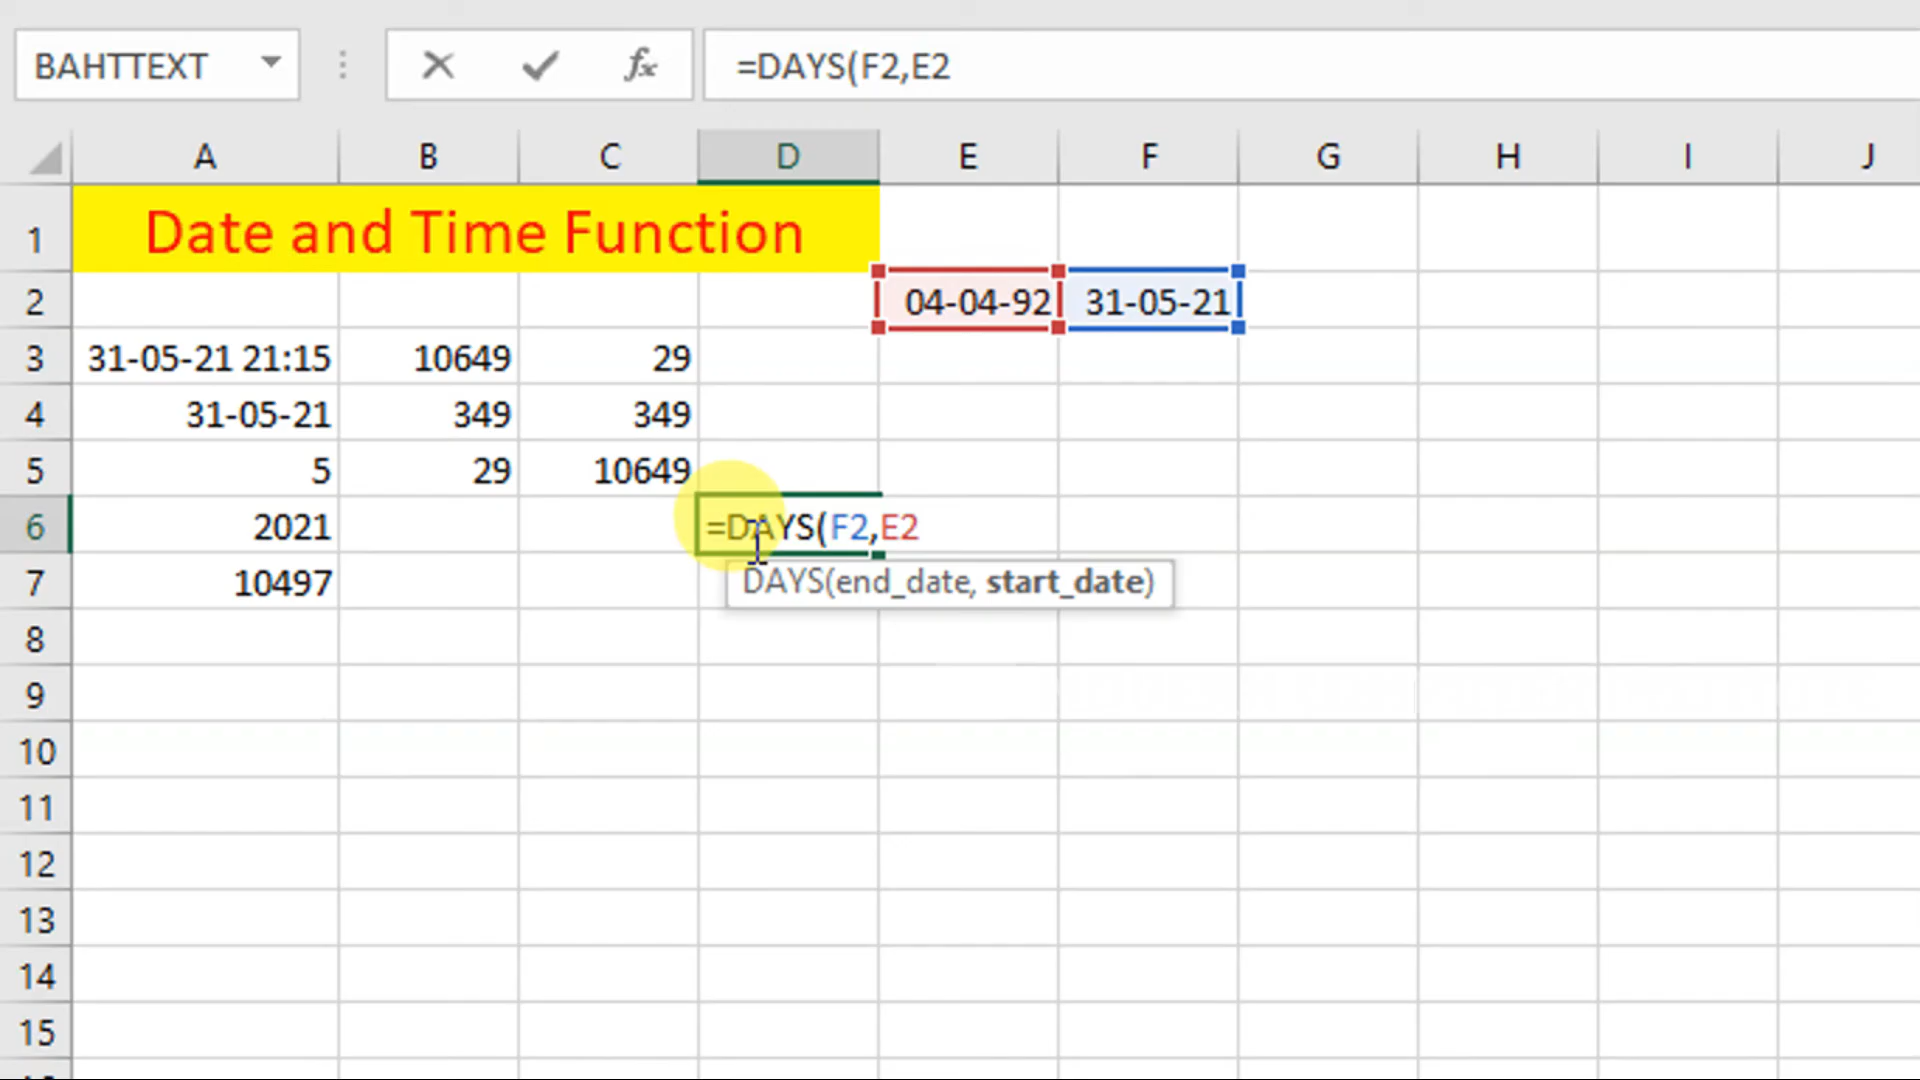 BAHTTEXT fx =DAYS(F2,E2
A B C D E F G H I J
1 Date and Time Function
2 04-04-92 31-05-21
3 31-05-21 21:15 10649 29
4 31-05-21 349 349
5 5 29 10649
6 2021 =DAYS(F2,E2
7 10497 DAYS(end_date, start_date)
8
9
10
11
12
13
14
15